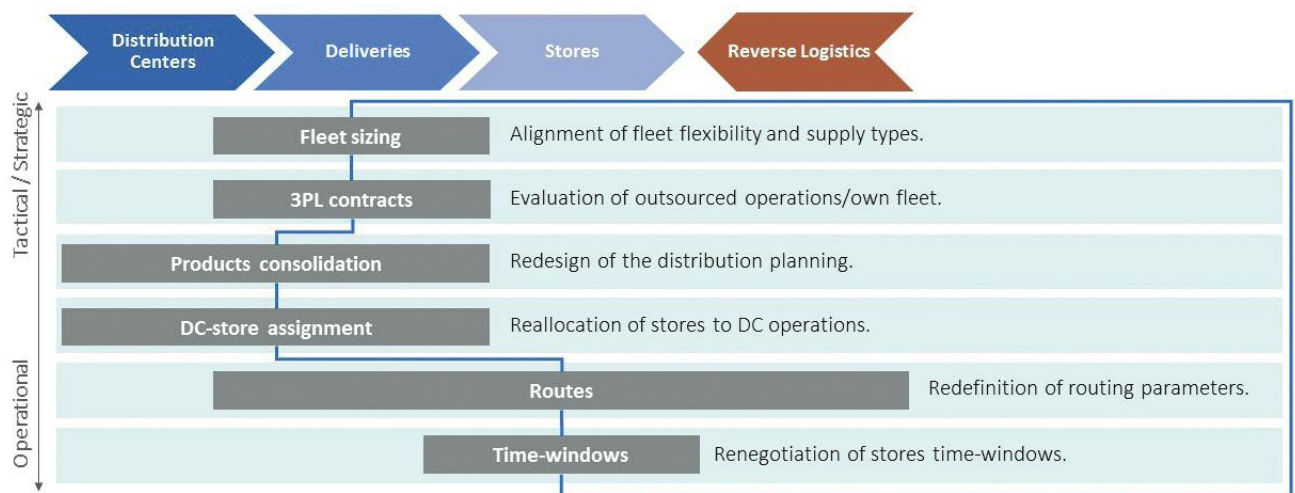 Distribution
Centers
Deliveries
Stores
Reverse Logistics
Tactical / Strategic
Operational
Fleet sizing
Alignment of fleet flexibility and supply types.
3PL contracts
Evaluation of outsourced operations/own fleet.
Products consolidation
Redesign of the distribution planning.
DC-store assignment
Reallocation of stores to DC operations.
Routes
Redefinition of routing parameters.
Time-windows
Renegotiation of stores time-windows.